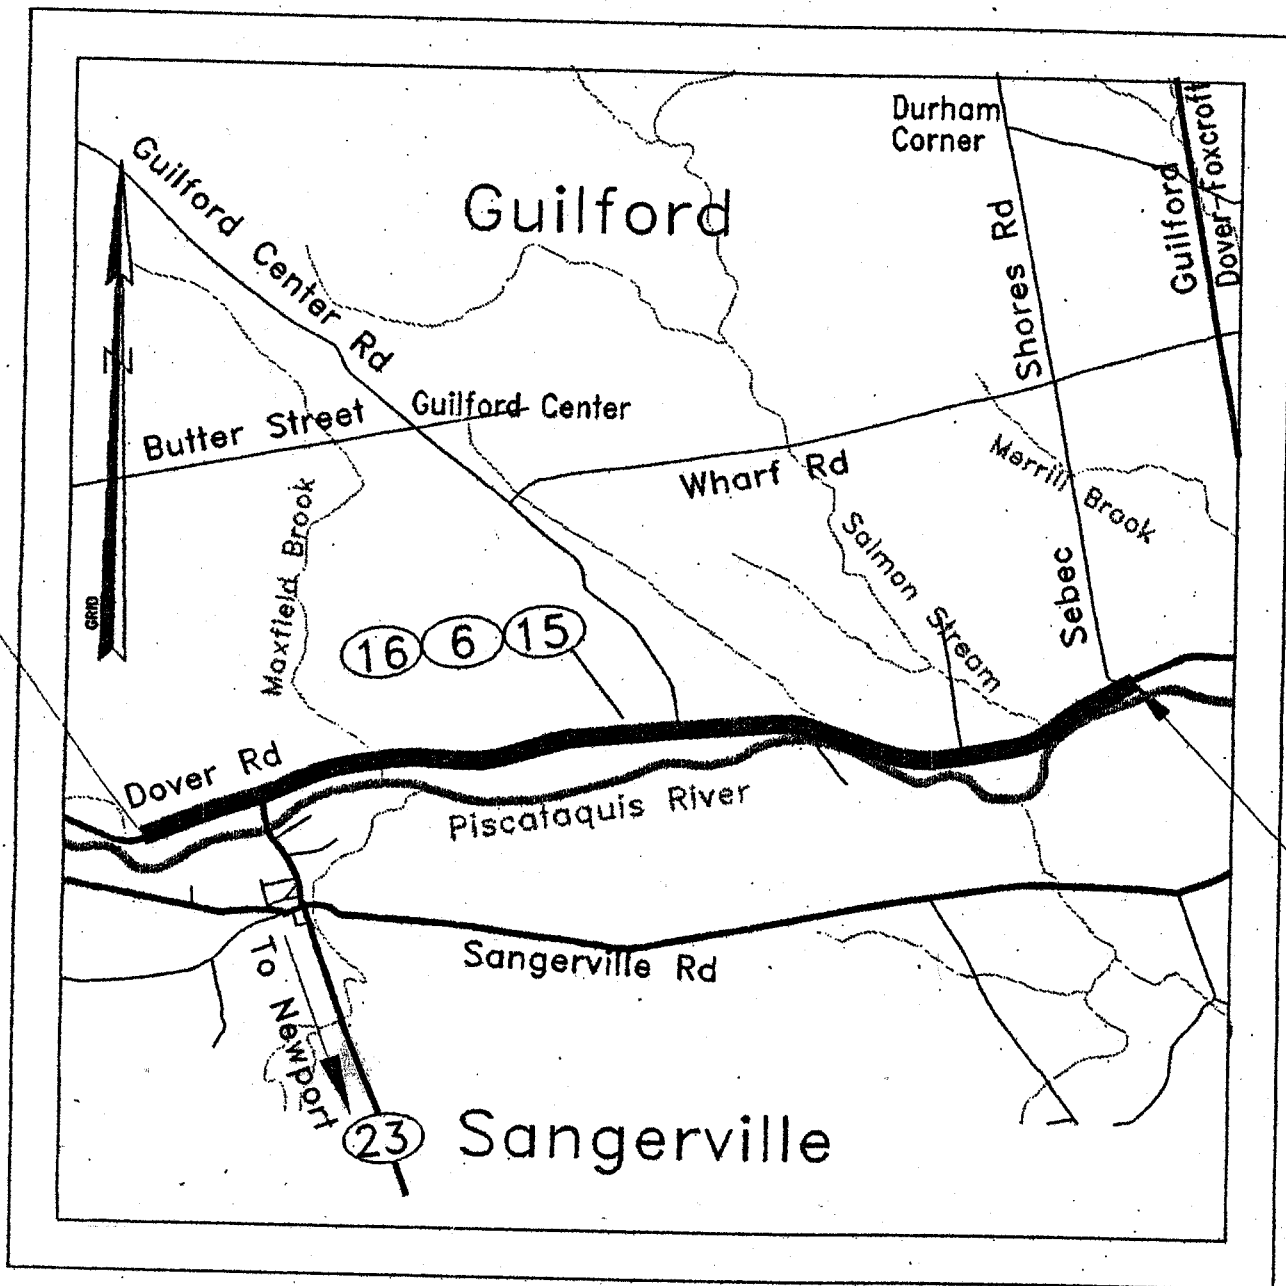 Durham
Corner
Guilford
Dover-Foxcroft
Guilford Center Rd
Guilford
Sebec Shores Rd
N
Butter Street
Guilford Center
Wharf Rd
Merrill Brook
Maxfield Brook
Salmon Stream
GRID
16 6 15
Dover Rd
Piscataquis River
Sangerville Rd
To Newport
23
Sangerville